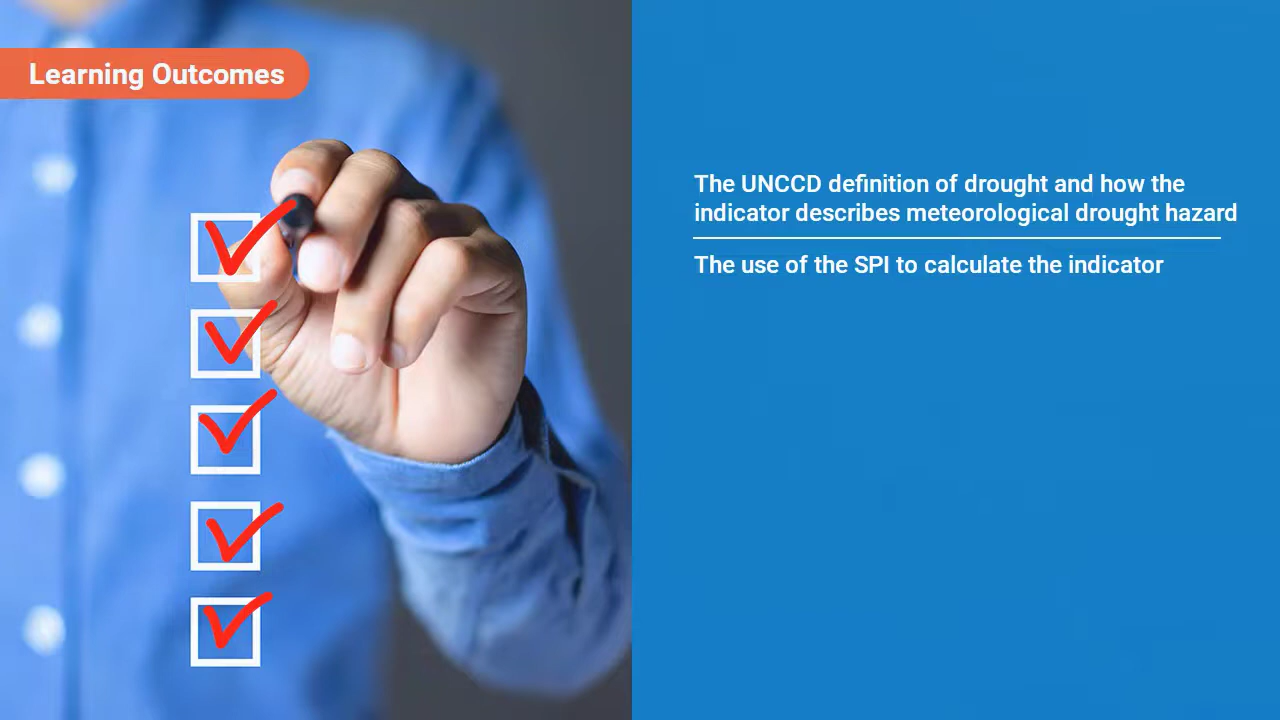 Learning Outcomes
The UNCCD definition of drought and how the
indicator describes meteorological drought hazard
The use of the SPI to calculate the indicator